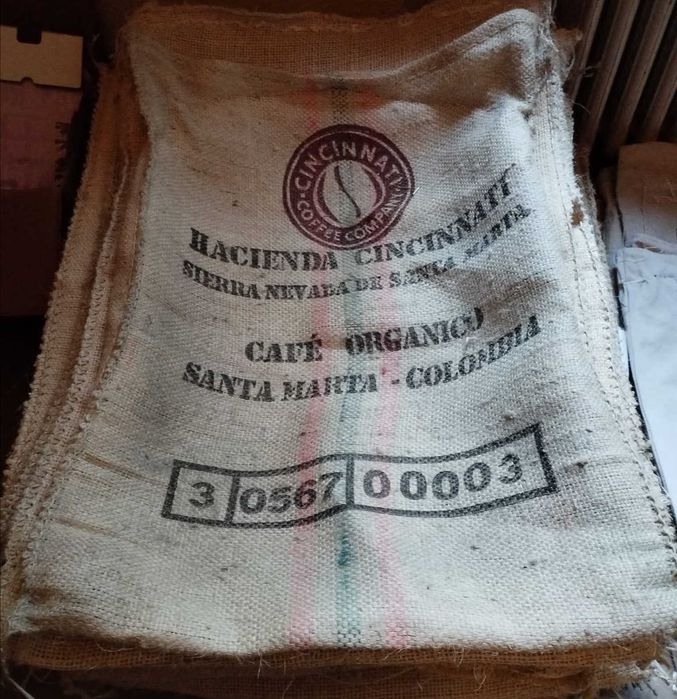 CINCINNATI
COFFEE COMPANY
HACIENDA CINCINNATI
SIERRA NEVADA DE SANTA MARTA
CAFÉ ORGANICO
SANTA MARTA - COLOMBIA
3 0567 00003